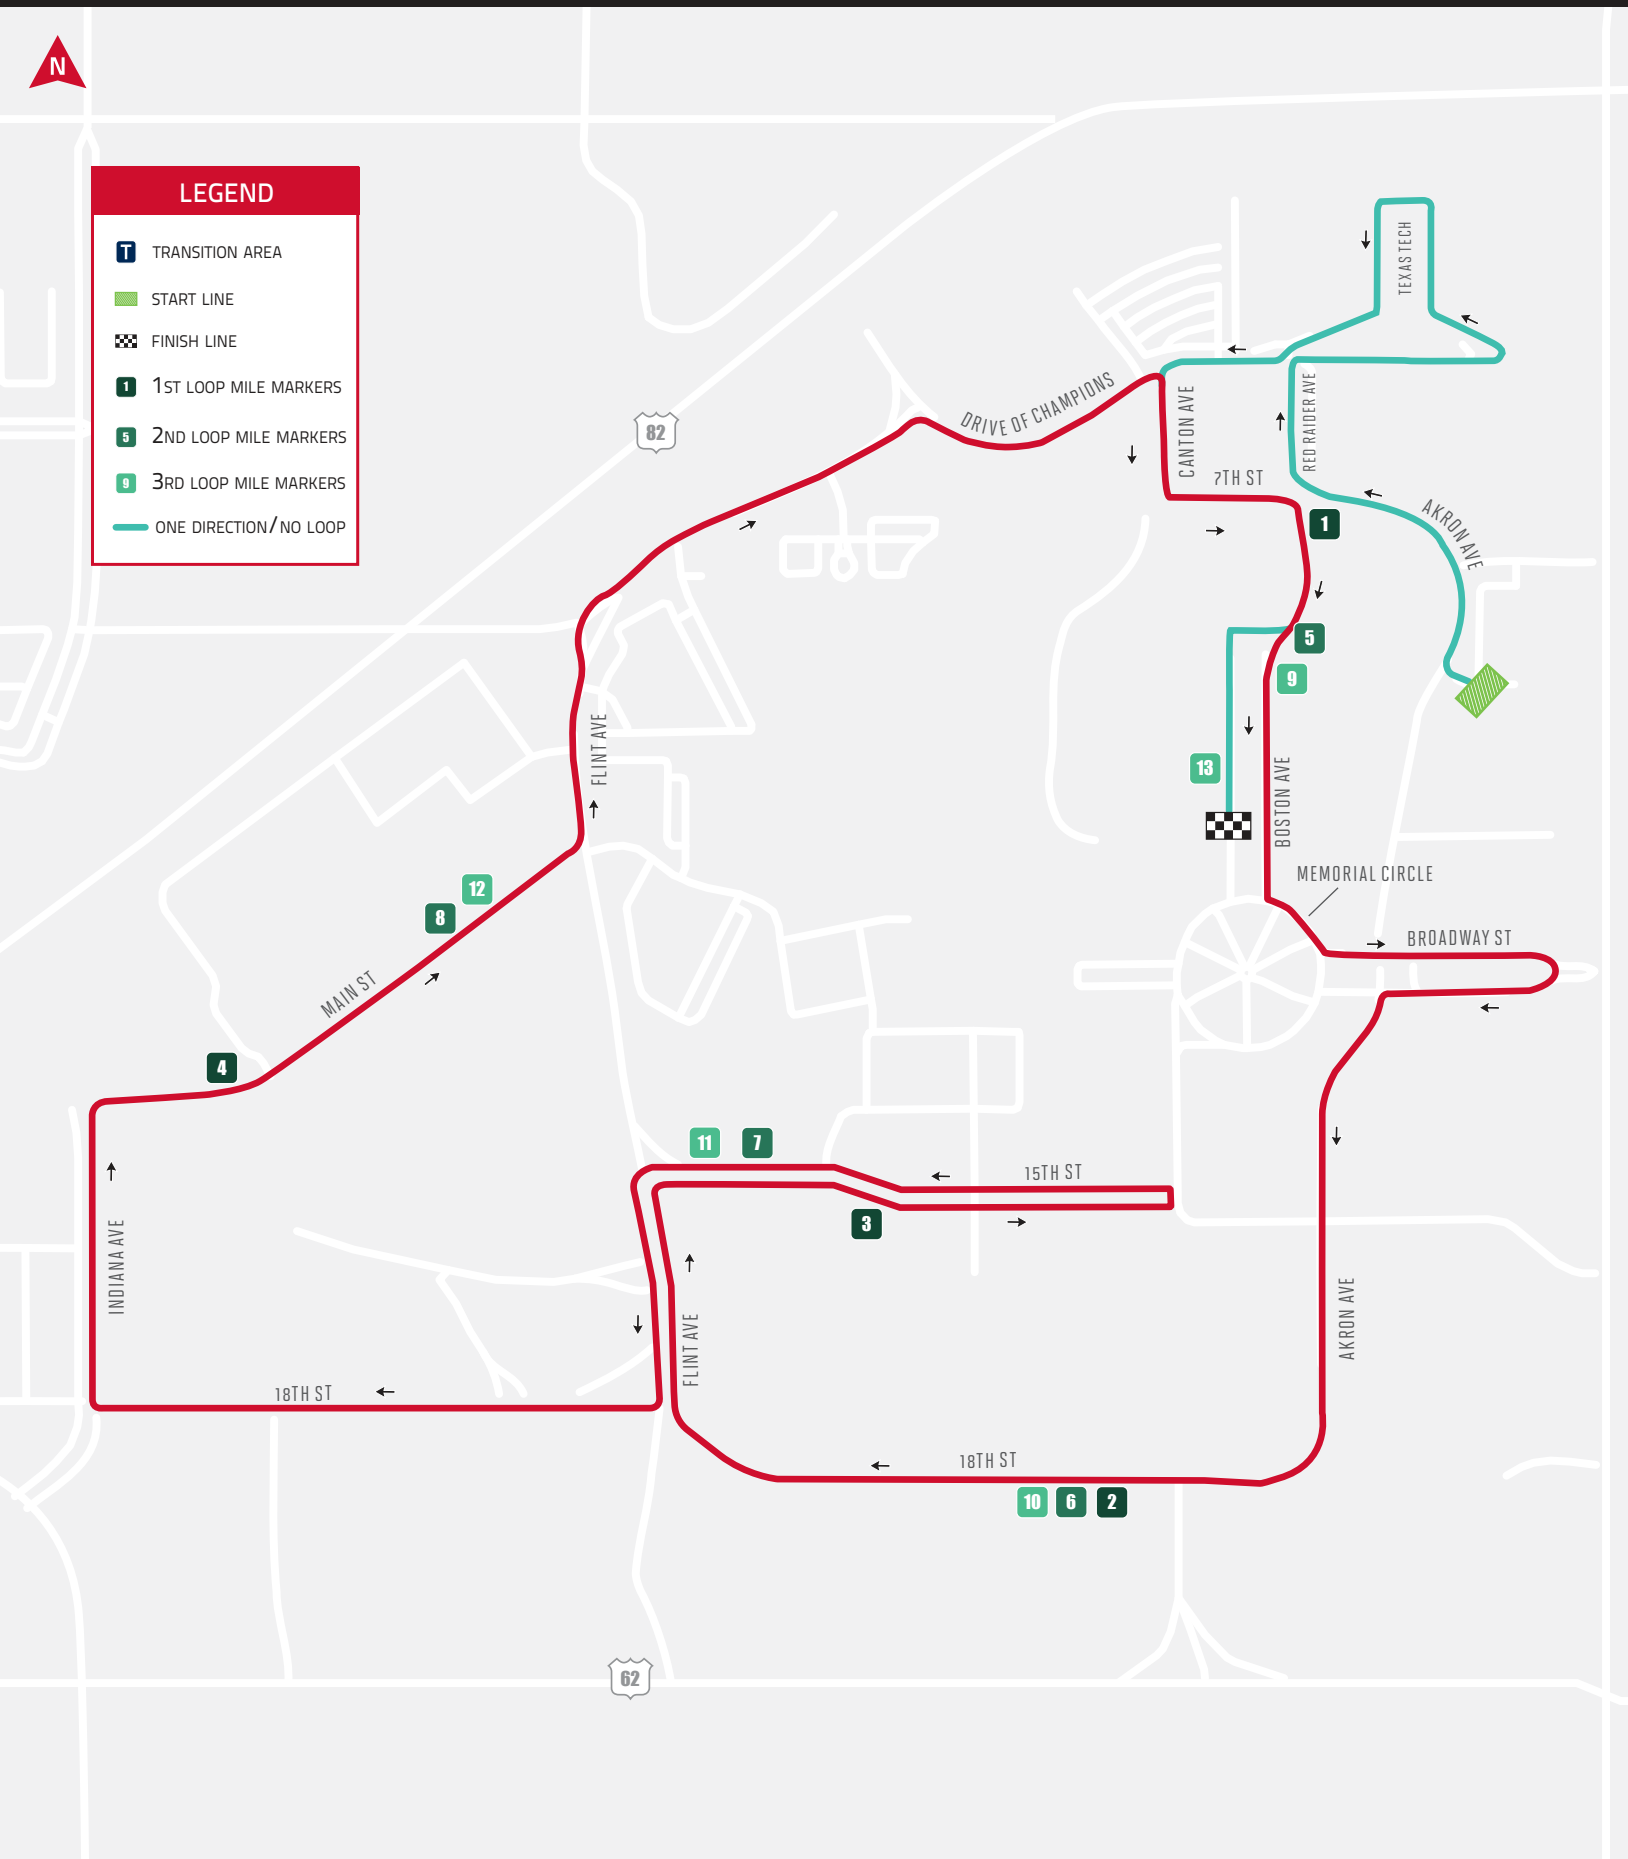 N
LEGEND
T TRANSITION AREA
START LINE
FINISH LINE
1 1ST LOOP MILE MARKERS
5 2ND LOOP MILE MARKERS
9 3RD LOOP MILE MARKERS
ONE DIRECTION/NO LOOP
TEXAS TECH
DRIVE OF CHAMPIONS
CANTON AVE
RED RAIDER AVE
82
7TH ST
1
AKRON AVE
5
9
FLINT AVE
13
BOSTON AVE
MEMORIAL CIRCLE
12
8
BROADWAY ST
MAIN ST
4
11
7
15TH ST
3
INDIANA AVE
FLINT AVE
AKRON AVE
18TH ST
18TH ST
10
6
2
62